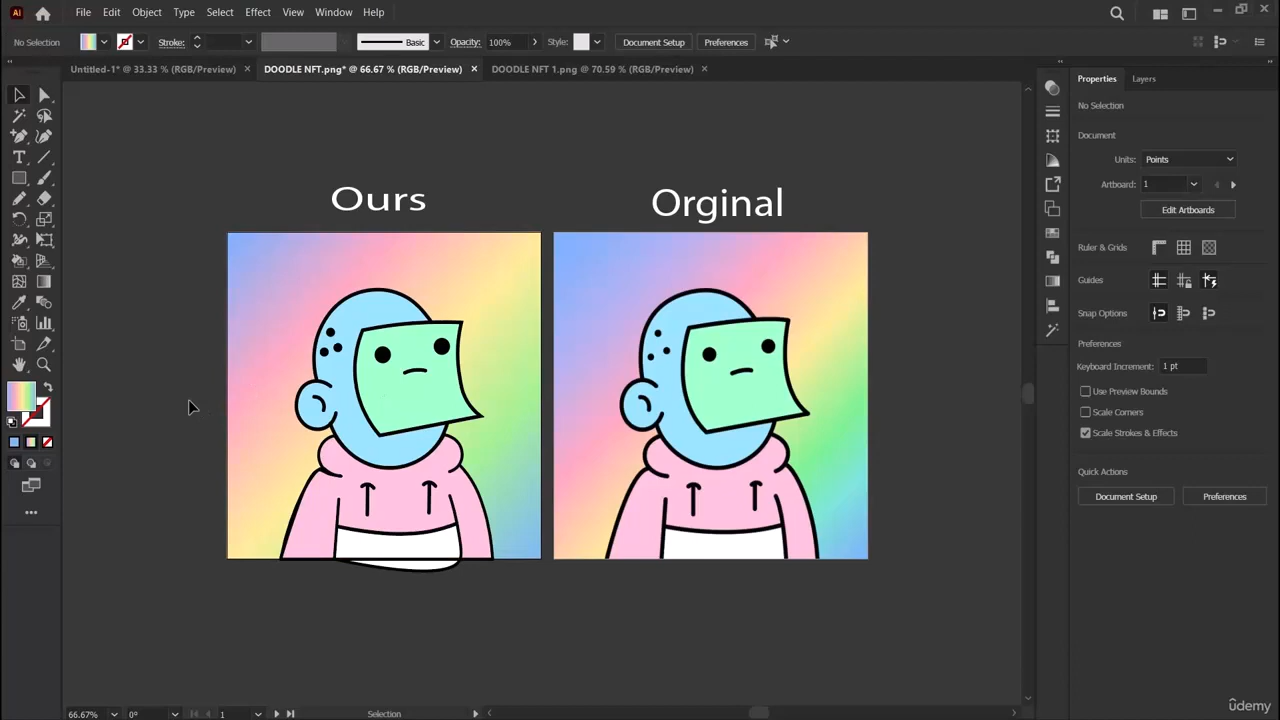 Ai File Edit Object Type Select Effect View Window Help
No Selection Stroke: Basic Opacity: 100% Style: Document Setup Preferences
Untitled-1* @ 33.33 % (RGB/Preview) × DOODLE NFT.png* @ 66.67 % (RGB/Preview) × DOODLE NFT 1.png @ 70.59 % (RGB/Preview) ×
Properties Layers
No Selection
Document
Units: Points
Artboard: 1
Edit Artboards
Ruler & Grids
Guides
Snap Options
Preferences
Keyboard Increment: 1 pt
Use Preview Bounds
Scale Corners
Scale Strokes & Effects
Quick Actions
Document Setup Preferences
Ours Orginal
66.67% 0° 1 Selection
ûdemy